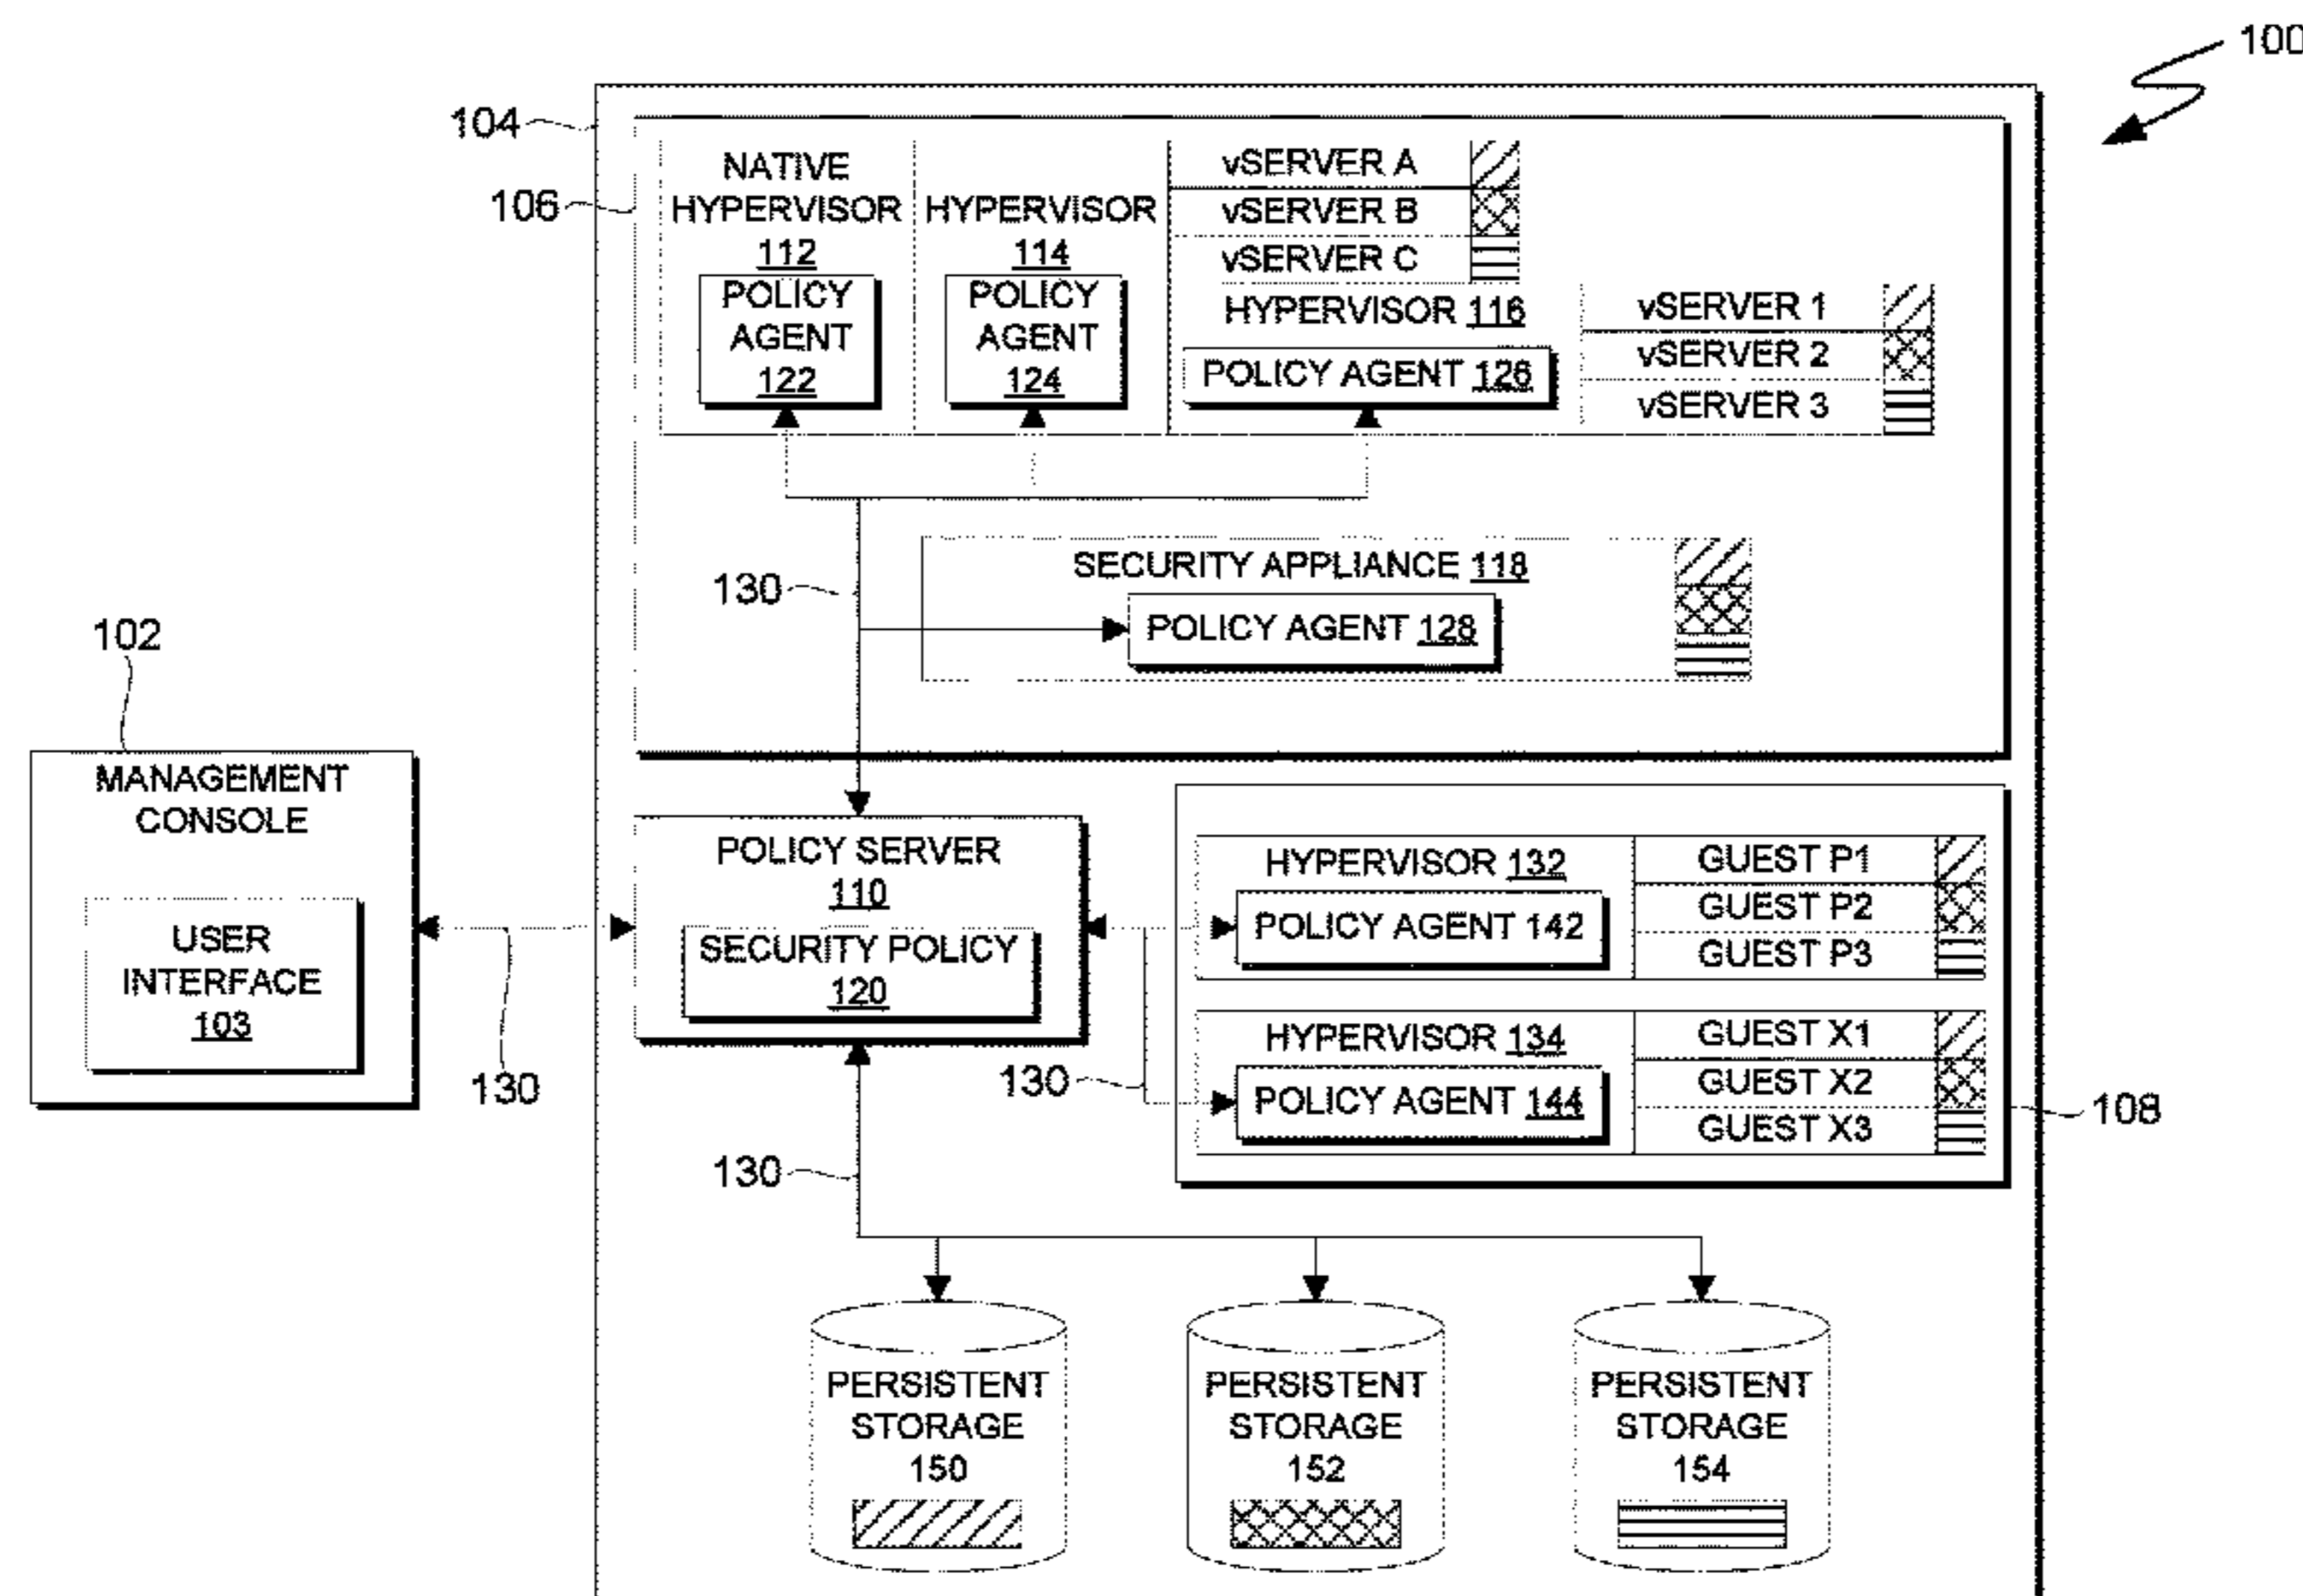 100
104
106
NATIVE
HYPERVISOR
112
POLICY
AGENT
122
HYPERVISOR
114
POLICY
AGENT
124
vSERVER A
vSERVER B
vSERVER C
HYPERVISOR 116
POLICY AGENT 126
vSERVER 1
vSERVER 2
vSERVER 3
130
SECURITY APPLIANCE 118
POLICY AGENT 128
102
MANAGEMENT
CONSOLE
USER
INTERFACE
103
130
POLICY SERVER
110
SECURITY POLICY
120
130
HYPERVISOR 132
POLICY AGENT 142
GUEST P1
GUEST P2
GUEST P3
HYPERVISOR 134
POLICY AGENT 144
GUEST X1
GUEST X2
GUEST X3
108
130
PERSISTENT
STORAGE
150
PERSISTENT
STORAGE
152
PERSISTENT
STORAGE
154